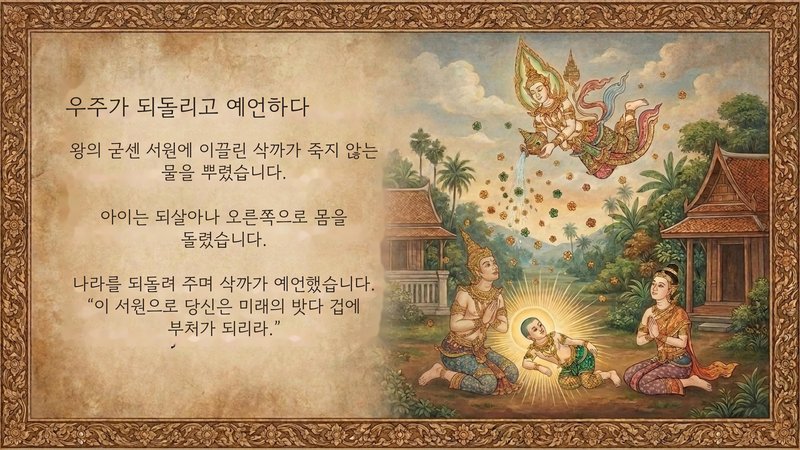 우주가 되돌리고 예언하다
왕의 굳센 서원에 이끌린 삭까가 죽지 않는
물을 뿌렸습니다.
아이는 되살아나 오른쪽으로 몸을
돌렸습니다.
나라를 되돌려 주며 삭까가 예언했습니다.
“이 서원으로 당신은 미래의 밧다 겁에
부처가 되리라.”